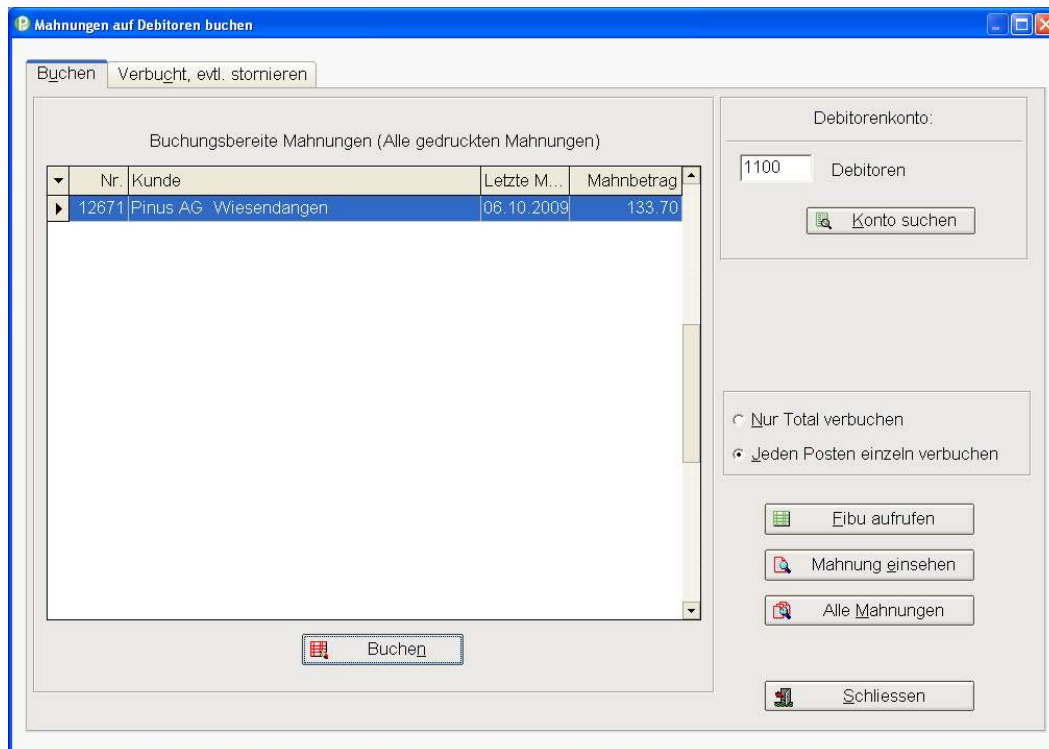 Mahnungen auf Debitoren buchen
Buchen Verbucht, evtl. stornieren
Buchungsbereite Mahnungen (Alle gedruckten Mahnungen)
Nr. Kunde Letzte M... Mahnbetrag
12671 Pinus AG Wiesendangen 06.10.2009 133.70
Buchen
Debitorenkonto:
1100 Debitoren
Konto suchen
Nur Total verbuchen
Jeden Posten einzeln verbuchen
Fibu aufrufen
Mahnung einsehen
Alle Mahnungen
Schliessen